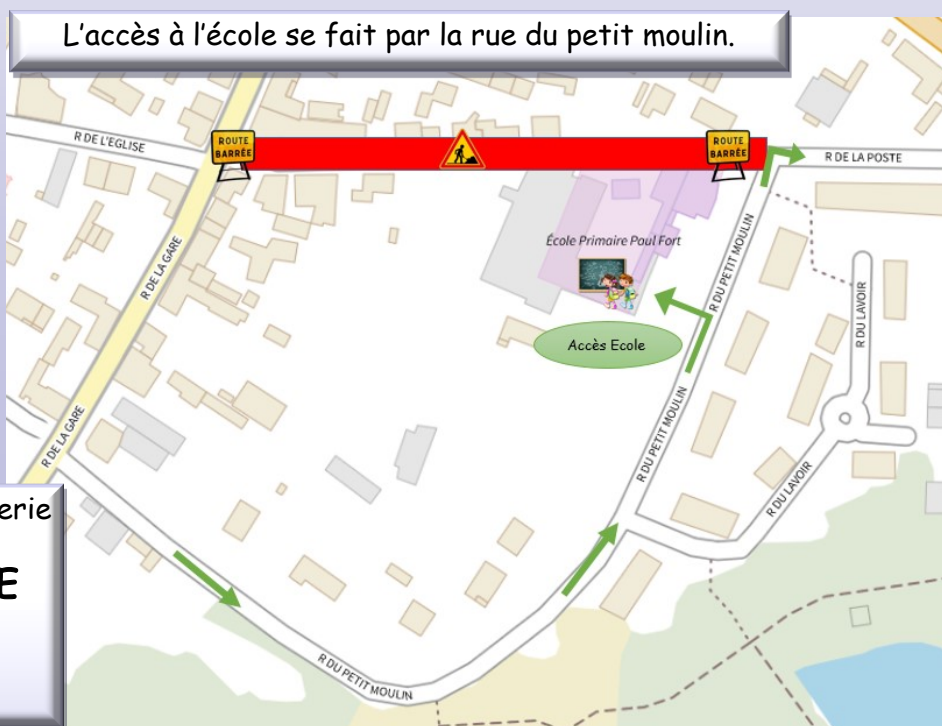 L'accès à l'école se fait par la rue du petit moulin.
R DE L'EGLISE
ROUTE
BARRÉE
ROUTE
BARRÉE
R DE LA POSTE
R DE LA GARE
École Primaire Paul Fort
R DU PETIT MOULIN
R DU LAVOIR
Accès Ecole
R DE LA GARE
R DU PETIT MOULIN
R DU LAVOIR
erie
E
R DU PETIT MOULIN